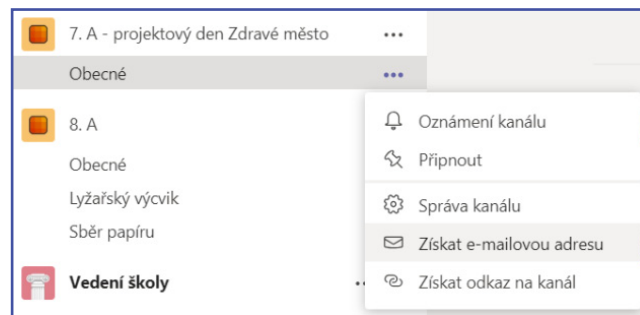 7. A - projektový den Zdravé město
Obecné
8. A
Obecné
Lyžařský výcvik
Sběr papíru
Vedení školy
Oznámení kanálu
Připnout
Správa kanálu
Získat e-mailovou adresu
Získat odkaz na kanál